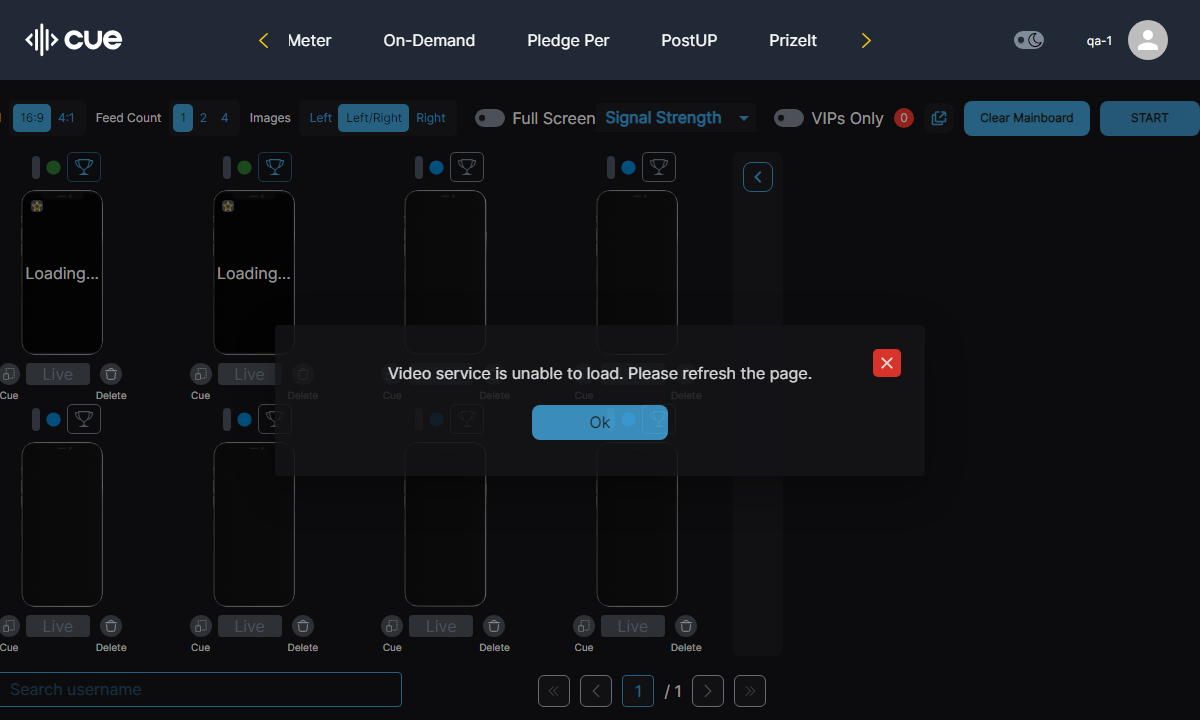 cue
Meter On-Demand Pledge Per PostUP PrizeIt
qa-1
16:9 4:1 Feed Count 1 2 4 Images Left Left/Right Right Full Screen Signal Strength VIPs Only 0 Clear Mainboard START
Loading... Loading...
Live Live
Cue Delete Cue Delete Cue Delete Cue Delete
Video service is unable to load. Please refresh the page.
Ok
Live Live Live Live
Cue Delete Cue Delete Cue Delete Cue Delete
Search username
1 / 1